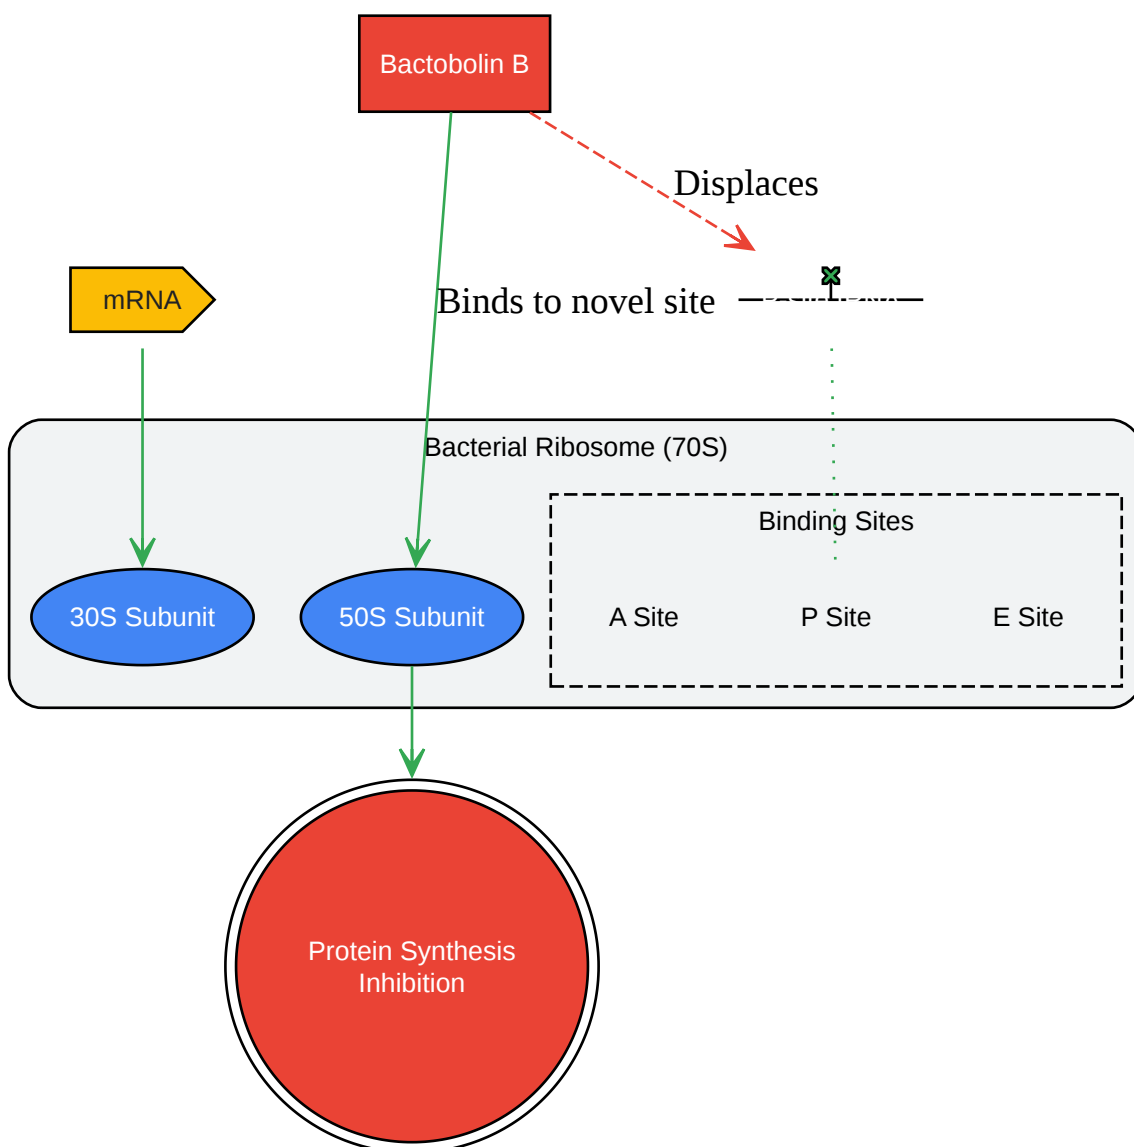 Bactobolin B
Displaces
mRNA
Binds to novel site
Bacterial Ribosome (70S)
Binding Sites
30S Subunit
50S Subunit
A Site
P Site
E Site
Protein Synthesis
Inhibition